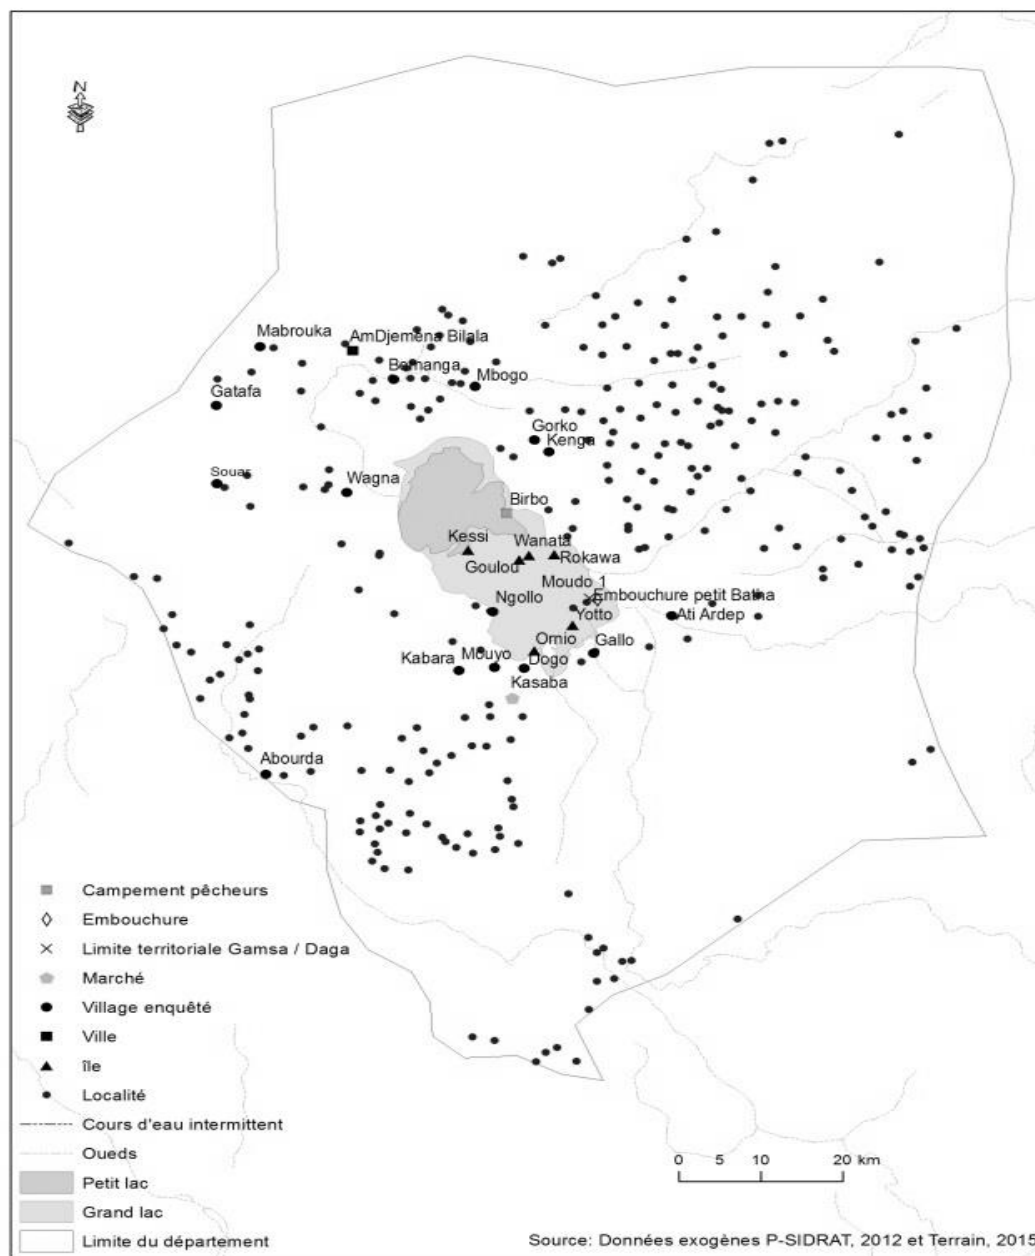 N
Mabrouka
AmDjemena Bilala
Bemanga
Mbogo
Gatafa
Gorko
Kenga
Souar
Wagna
Birbo
Kessi
Wanata
Goulou
Rokawa
Moudo 1
Ngollo
Embouchure petit Batha
Yotto
Ati Ardep
Omio
Gallo
Kabara
Mouyo
Dogo
Kasaba
Abourda
Campement pêcheurs
Embouchure
Limite territoriale Gamsa / Daga
Marché
Village enquêté
Ville
île
Localité
Cours d'eau intermittent
Oueds
Petit lac
Grand lac
Limite du département
0 5 10 20 km
Source: Données exogènes P-SIDRAT, 2012 et Terrain, 2015